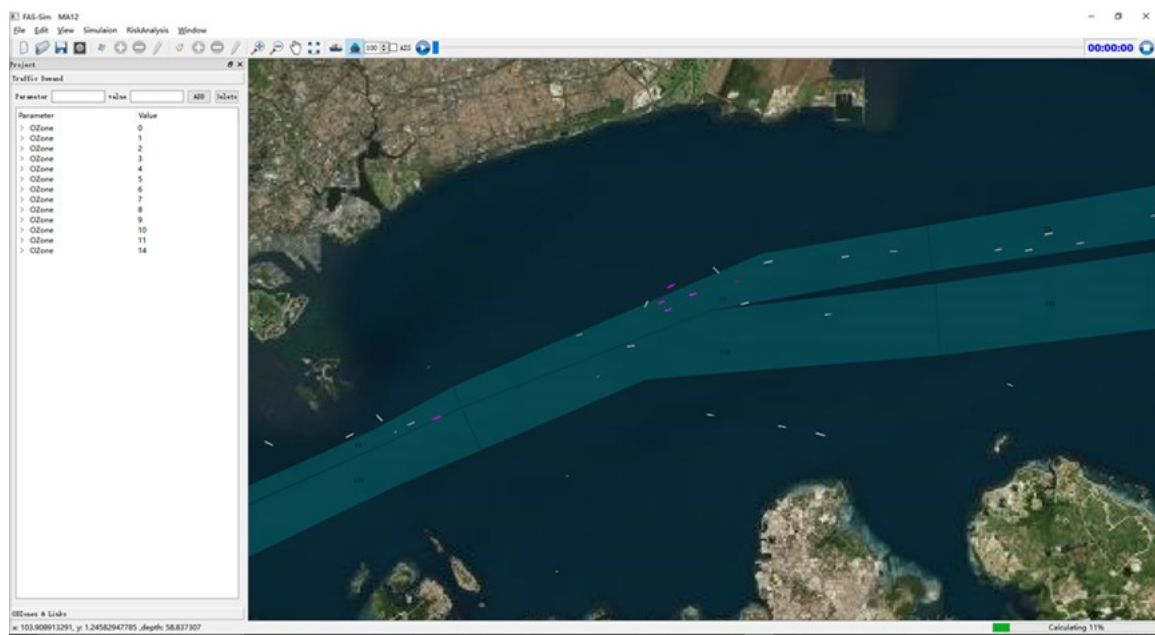 FAS-Sim MA12
File Edit View Simulaion RiskAnalysis Window
100 AIS 00:00:00
Project
Traffic Demand
Parameter value ADD Delete
Parameter Value
OZone 0
OZone 1
OZone 2
OZone 3
OZone 4
OZone 5
OZone 6
OZone 7
OZone 8
OZone 9
OZone 10
OZone 11
OZone 14
ODZones & Links
x: 103.908913291, y: 1.24582947785 ,depth: 58.837307 Calculating 11%